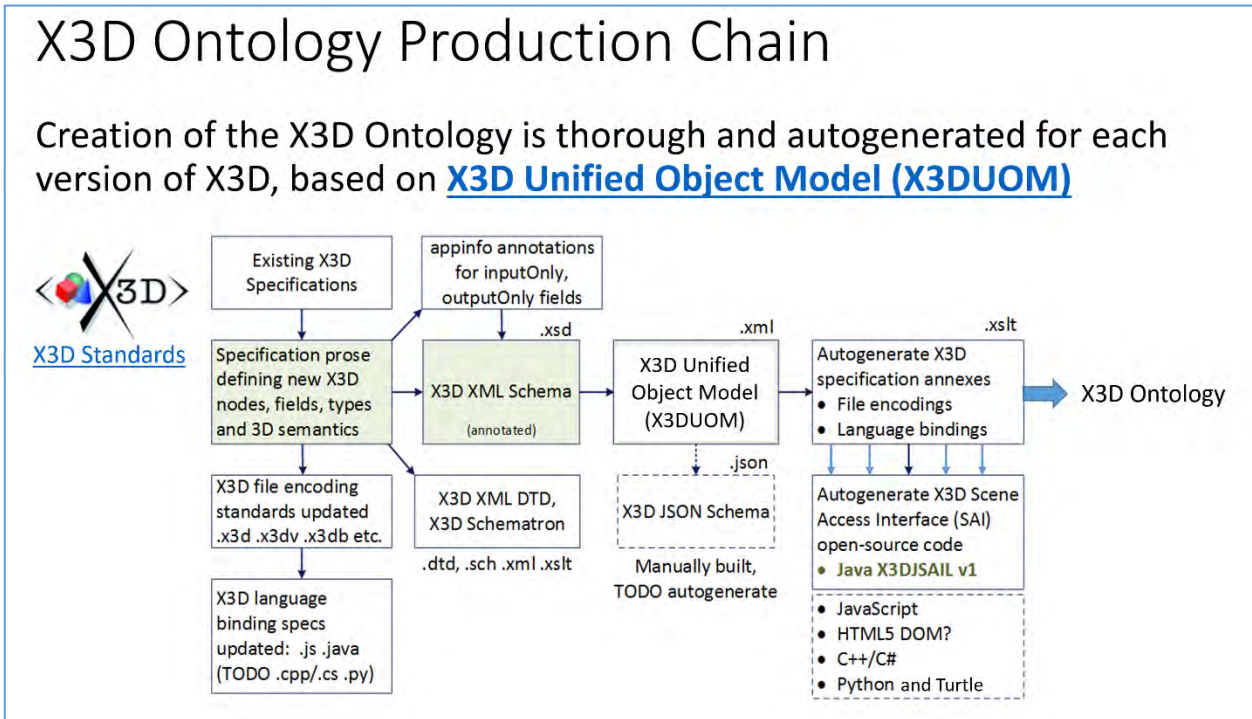 X3D Ontology Production Chain
Creation of the X3D Ontology is thorough and autogenerated for each
version of X3D, based on X3D Unified Object Model (X3DUOM)
<X3D>
X3D Standards
Existing X3D
Specifications
appinfo annotations
for inputOnly,
outputOnly fields
.xsd
.xml
.xslt
Specification prose
defining new X3D
nodes, fields, types
and 3D semantics
X3D XML Schema
(annotated)
X3D Unified
Object Model
(X3DUOM)
Autogenerate X3D
specification annexes
• File encodings
• Language bindings
X3D Ontology
X3D file encoding
standards updated
.x3d .x3dv .x3db etc.
X3D XML DTD,
X3D Schematron
.dtd, .sch .xml .xslt
.json
X3D JSON Schema
Manually built,
TODO autogenerate
Autogenerate X3D Scene
Access Interface (SAI)
open-source code
• Java X3DJSAIL v1
X3D language
binding specs
updated: .js .java
(TODO .cpp/.cs .py)
• JavaScript
• HTML5 DOM?
• C++/C#
• Python and Turtle